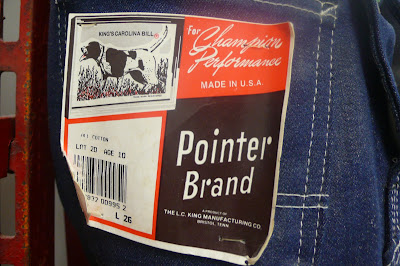 KING'S CAROLINA BILL
For
Champion
Performance
MADE IN U.S.A.
COTTON
LOT 20 AGE 10
Pointer
Brand
L 26
A PRODUCT OF
THE L.C. KING MANUFACTURING CO.
BRISTOL, TENN